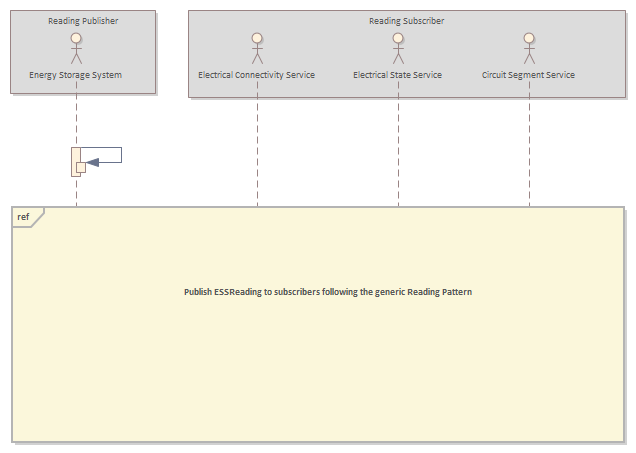 Reading Publisher
Reading Subscriber
Energy Storage System
Electrical Connectivity Service
Electrical State Service
Circuit Segment Service
ref
Publish ESSReading to subscribers following the generic Reading Pattern